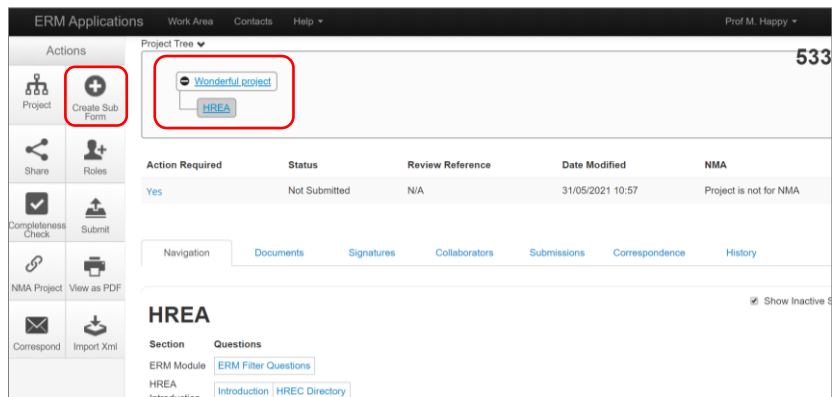 ERM Applications Work Area Contacts Help Prof M. Happy
Actions
Project Tree
533
Wonderful project
HREA
Project
Create Sub
Form
Share
Roles
Completeness
Check
Submit
NMA Project
View as PDF
Correspond
Import Xml
Action Required Status Review Reference Date Modified NMA
Yes Not Submitted N/A 31/05/2021 10:57 Project is not for NMA
Navigation Documents Signatures Collaborators Submissions Correspondence History
Show Inactive S
HREA
Section Questions
ERM Module ERM Filter Questions
HREA
Introduction Introduction HREC Directory